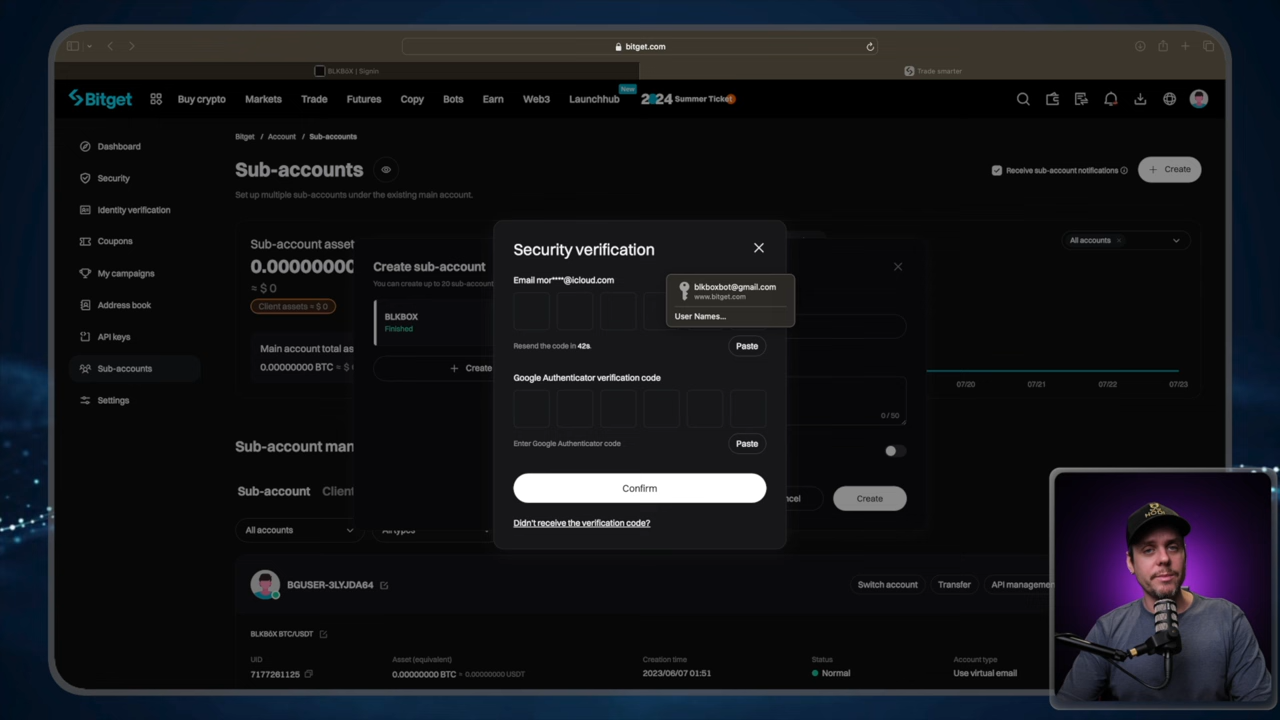 bitget.com
BLKBOX | Signin
Trade smarter
Bitget Buy crypto Markets Trade Futures Copy Bots Earn Web3 Launchhub New 2024 Summer Ticket
Bitget / Account / Sub-accounts
Dashboard
Security
Identity verification
Coupons
My campaigns
Address book
API keys
Sub-accounts
Settings
Sub-accounts
Receive sub-account notifications
+ Create
Set up multiple sub-accounts under the existing main account.
Sub-account asset
0.00000000
≈ $ 0
Client assets ≈ $ 0
Main account total as
0.00000000 BTC ≈ $
All accounts ×
Create sub-account
You can create up to 20 sub-account
BLKBOX
Finished
+ Create
Security verification
Email mor****@icloud.com
blkboxbot@gmail.com
www.bitget.com
User Names...
Resend the code in 42s.
Paste
Google Authenticator verification code
Enter Google Authenticator code
Paste
Confirm
Didn't receive the verification code?
0 / 50
ncel
Create
07/20 07/21 07/22 07/23
Sub-account man
Sub-account Client
All accounts
All types
BGUSER-3LYJDA64
Switch account Transfer API management
BLKBOX BTC/USDT
UID
7177261125
Asset (equivalent)
0.00000000 BTC ≈ 0.00000000 USDT
Creation time
2023/06/07 01:51
Status
Normal
Account type
Use virtual email